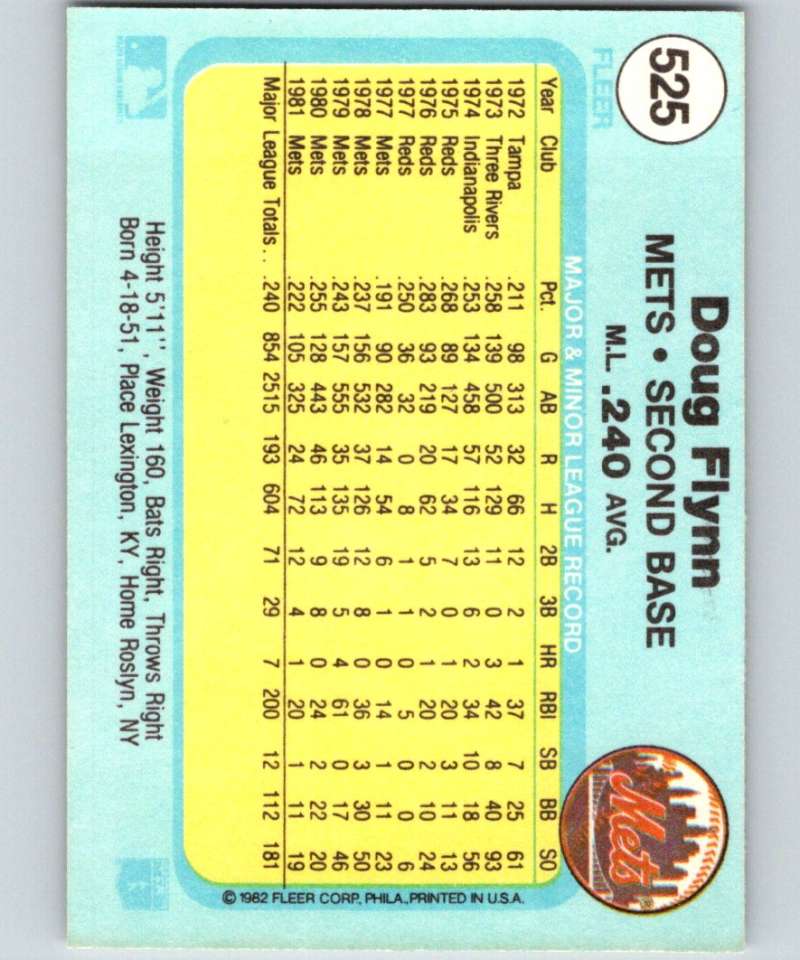 525
FLEER
Doug Flynn
METS • SECOND BASE
M.L. .240 AVG.
Mets
MAJOR & MINOR LEAGUE RECORD
Year Club Pct. G AB R H 2B 3B HR RBI SB BB SO
1972 Tampa .211 98 313 32 66 12 2 1 37 7 25 61
1973 Three Rivers .258 139 500 52 129 11 0 3 42 8 40 93
1974 Indianapolis .253 134 458 57 116 13 6 2 34 10 18 56
1975 Reds .268 89 127 17 34 7 0 1 20 3 11 13
1976 Reds .283 93 219 20 62 5 2 1 20 2 10 24
1977 Reds .250 36 32 0 8 1 1 0 5 0 0 6
1977 Mets .191 90 282 14 54 6 1 0 14 1 11 23
1978 Mets .237 156 532 37 126 12 8 0 36 3 30 50
1979 Mets .243 157 555 35 135 19 5 4 61 0 17 46
1980 Mets .255 128 443 46 113 9 8 0 24 2 22 20
1981 Mets .222 105 325 24 72 12 4 1 20 1 11 19
Major League Totals. . .240 854 2515 193 604 71 29 7 200 12 112 181
© 1982 FLEER CORP., PHILA., PRINTED IN U.S.A.
Height 5'11", Weight 160, Bats Right, Throws Right
Born 4-18-51, Place Lexington, KY, Home Roslyn, NY